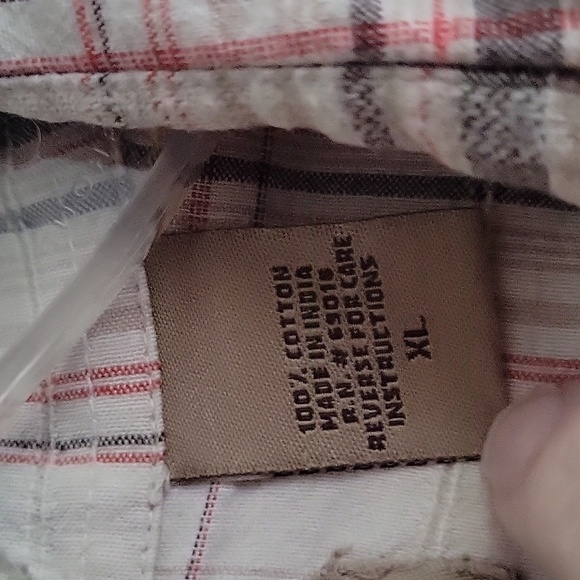 100% COTTON
MADE IN INDIA
R.N. # 69018
REVERSE FOR CARE
INSTRUCTIONS
XL